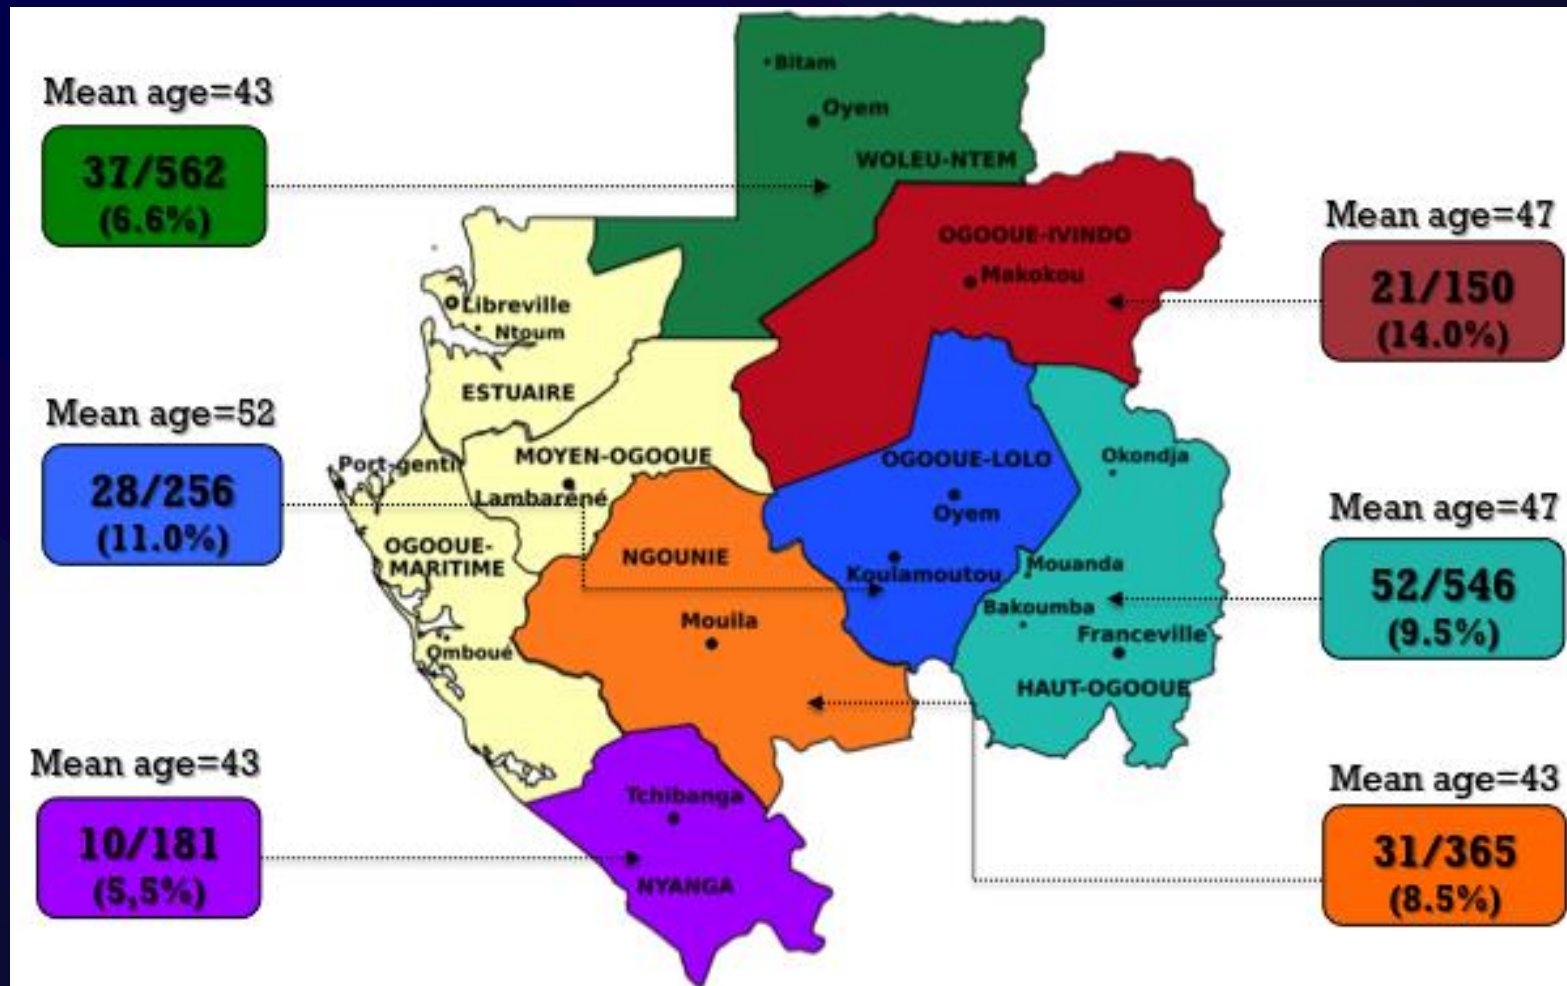 Mean age=43
37/562
(6.6%)
Mean age=52
28/256
(11.0%)
Mean age=43
10/181
(5,5%)
Bitam
Oyem
WOLEU-NTEM
OGOOUE-IVINDO
Makokou
Libreville
Ntoum
ESTUAIRE
MOYEN-OGOOUE
Lambaréné
Port-gentil
OGOOUE-
MARITIME
Omboué
NGOUNIE
Mouila
OGOOUE-LOLO
Oyem
Koulamoutou
Okondja
Mouanda
Bakoumba
Franceville
HAUT-OGOOUE
Tchibanga
NYANGA
Mean age=47
21/150
(14.0%)
Mean age=47
52/546
(9.5%)
Mean age=43
31/365
(8.5%)